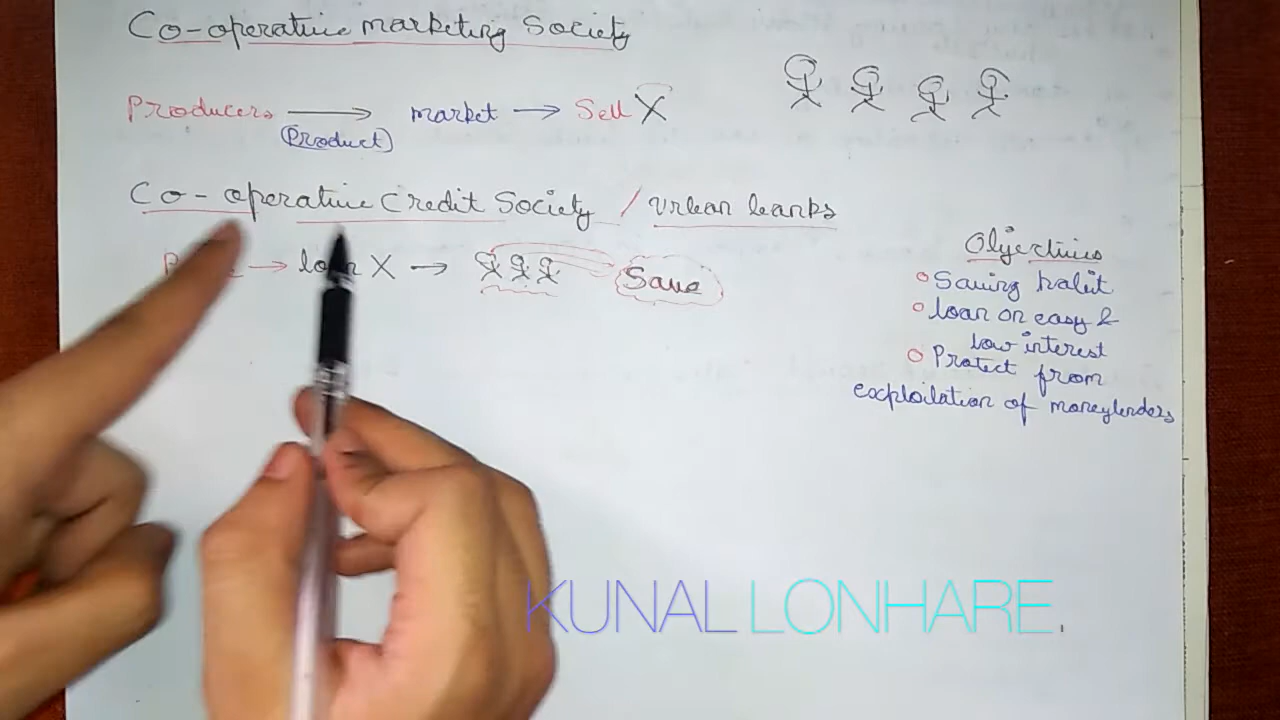 Co-operative marketing Society
Producers → market → Sell X
(Product)
Co-operative Credit Society / Urban banks
→ loan X → Save
Objectives
Saving habit
loan on easy &
low interest
Protect from
exploitation of moneylenders
KUNAL LONHARE